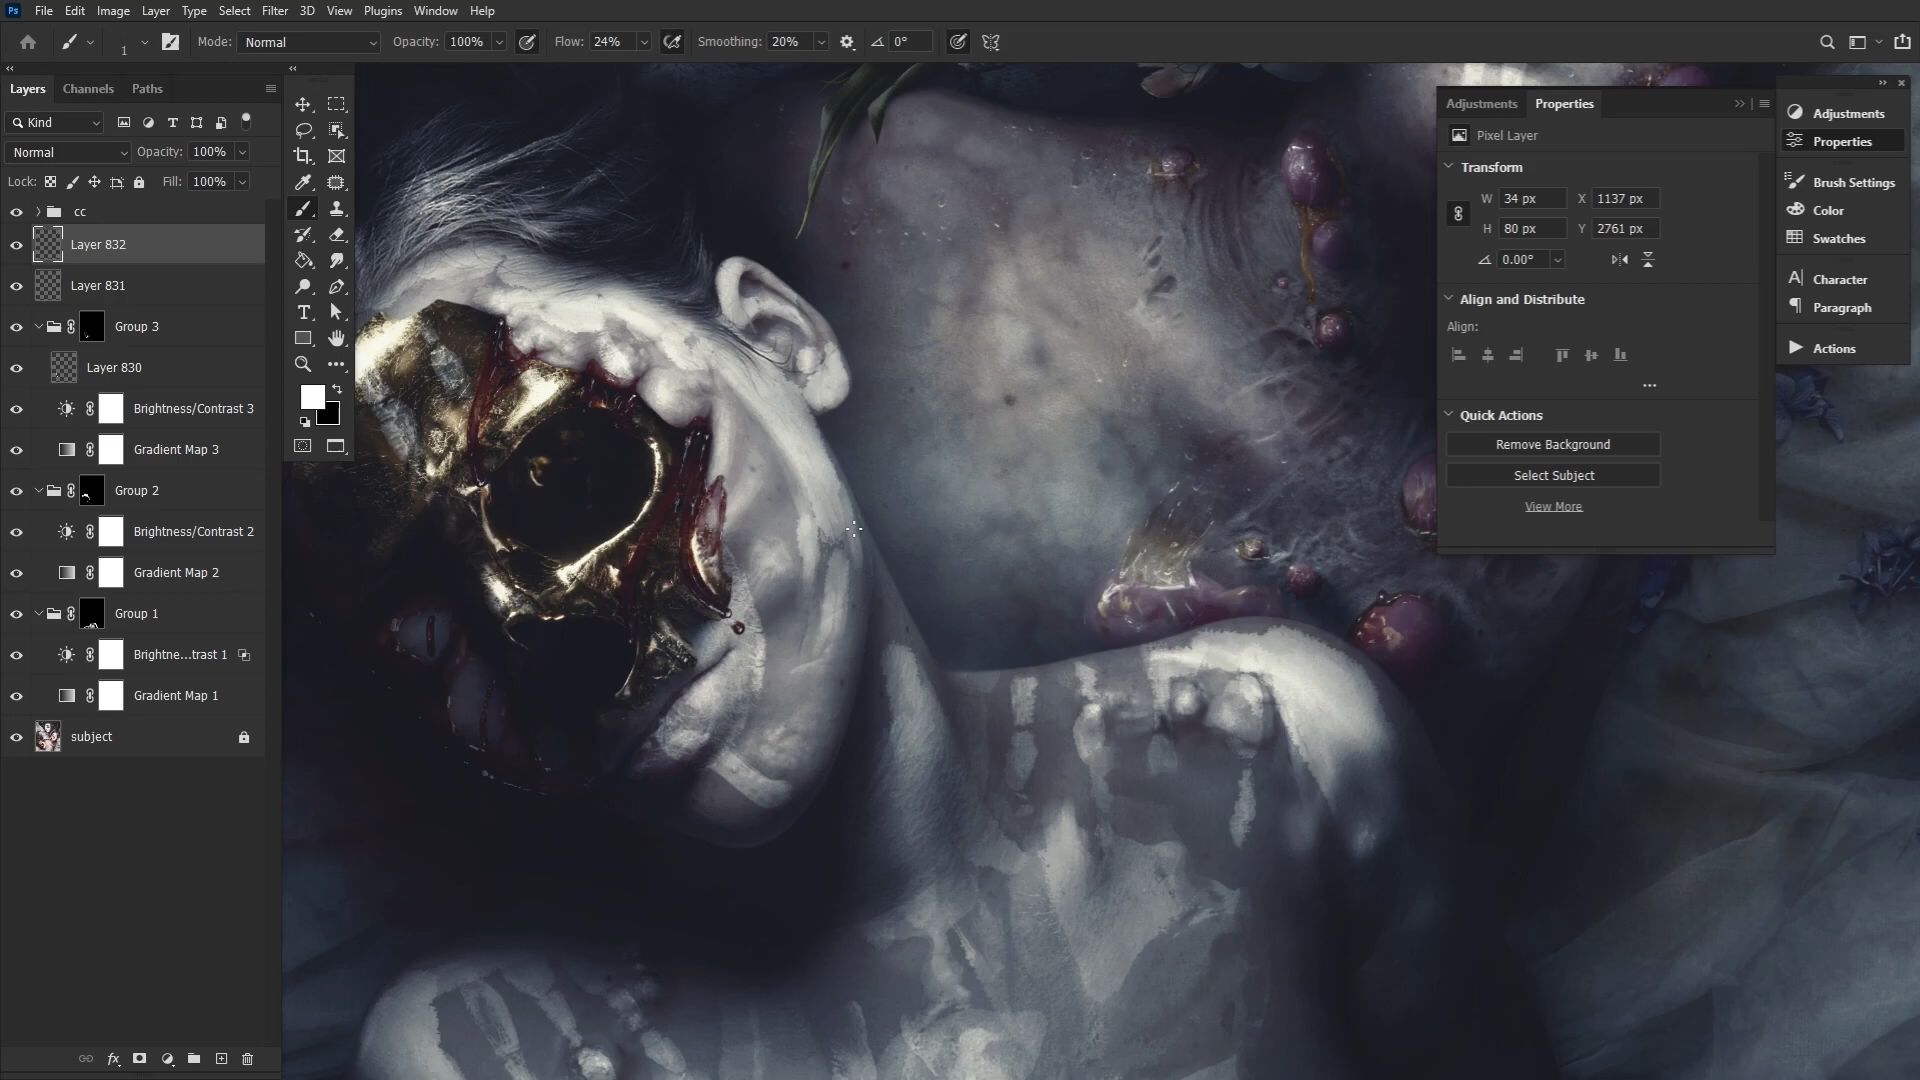 Ps File Edit Image Layer Type Select Filter 3D View Plugins Window Help
1 Mode: Normal Opacity: 100% Flow: 24% Smoothing: 20% 0°
Layers Channels Paths
Kind
Normal Opacity: 100%
Lock: Fill: 100%
cc
Layer 832
Layer 831
Group 3
Layer 830
Brightness/Contrast 3
Gradient Map 3
Group 2
Brightness/Contrast 2
Gradient Map 2
Group 1
Brightne...trast 1
Gradient Map 1
subject
fx
Adjustments Properties
Pixel Layer
Transform
W 34 px X 1137 px
H 80 px Y 2761 px
0.00°
Align and Distribute
Align:
Quick Actions
Remove Background
Select Subject
View More
Adjustments
Properties
Brush Settings
Color
Swatches
Character
Paragraph
Actions